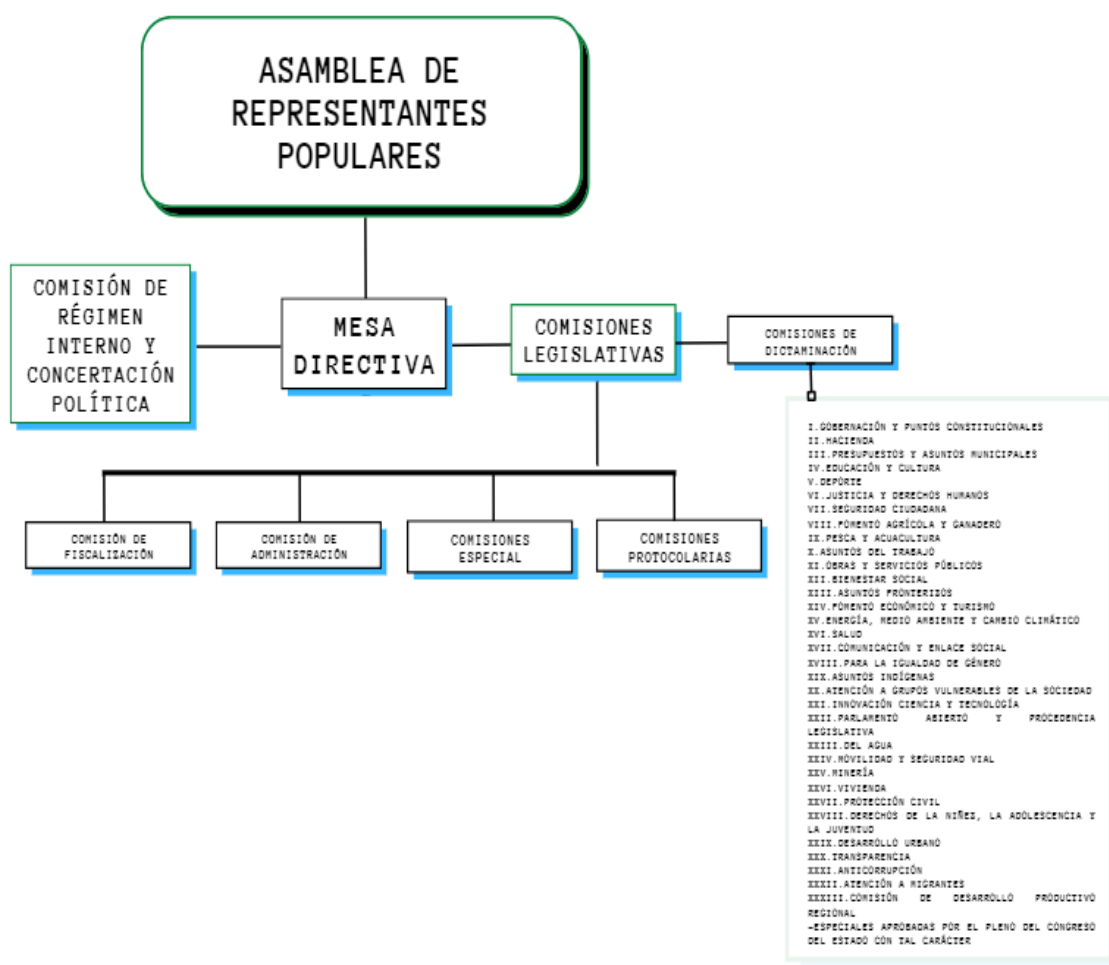 ASAMBLEA DE
REPRESENTANTES
POPULARES
COMISIÓN DE
RÉGIMEN
INTERNO Y
CONCERTACIÓN
POLÍTICA
MESA
DIRECTIVA
COMISIONES
LEGISLATIVAS
COMISIONES DE
DICTAMINACIÓN
COMISIÓN DE
FISCALIZACIÓN
COMISIÓN DE
ADMINISTRACIÓN
COMISIONES
ESPECIAL
COMISIONES
PROTOCOLARIAS
I.GOBERNACIÓN Y PUNTOS CONSTITUCIONALES
II.HACIENDA
III.PRESUPUESTOS Y ASUNTOS MUNICIPALES
IV.EDUCACIÓN Y CULTURA
V.DEPORTE
VI.JUSTICIA Y DERECHOS HUMANOS
VII.SEGURIDAD CIUDADANA
VIII.FOMENTO AGRÍCOLA Y GANADERO
IX.PESCA Y ACUACULTURA
X.ASUNTOS DEL TRABAJO
XI.OBRAS Y SERVICIOS PÚBLICOS
XII.BIENESTAR SOCIAL
XIII.ASUNTOS FRONTERIZOS
XIV.FOMENTO ECONÓMICO Y TURISMO
XV.ENERGÍA, MEDIO AMBIENTE Y CAMBIO CLIMÁTICO
XVI.SALUD
XVII.COMUNICACIÓN Y ENLACE SOCIAL
XVIII.PARA LA IGUALDAD DE GÉNERO
XIX.ASUNTOS INDÍGENAS
XX.ATENCIÓN A GRUPOS VULNERABLES DE LA SOCIEDAD
XXI.INNOVACIÓN CIENCIA Y TECNOLOGÍA
XXII.PARLAMENTO ABIERTO Y PROCEDENCIA
LEGISLATIVA
XXIII.DEL AGUA
XXIV.MOVILIDAD Y SEGURIDAD VIAL
XXV.MINERÍA
XXVI.VIVIENDA
XXVII.PROTECCIÓN CIVIL
XXVIII.DERECHOS DE LA NIÑEZ, LA ADOLESCENCIA Y
LA JUVENTUD
XXIX.DESARROLLO URBANO
XXX.TRANSPARENCIA
XXXI.ANTICORRUPCIÓN
XXXII.ATENCIÓN A MIGRANTES
XXXIII.COMISIÓN DE DESARROLLO PRODUCTIVO
REGIONAL
-ESPECIALES APROBADAS POR EL PLENO DEL CONGRESO
DEL ESTADO CON TAL CARÁCTER